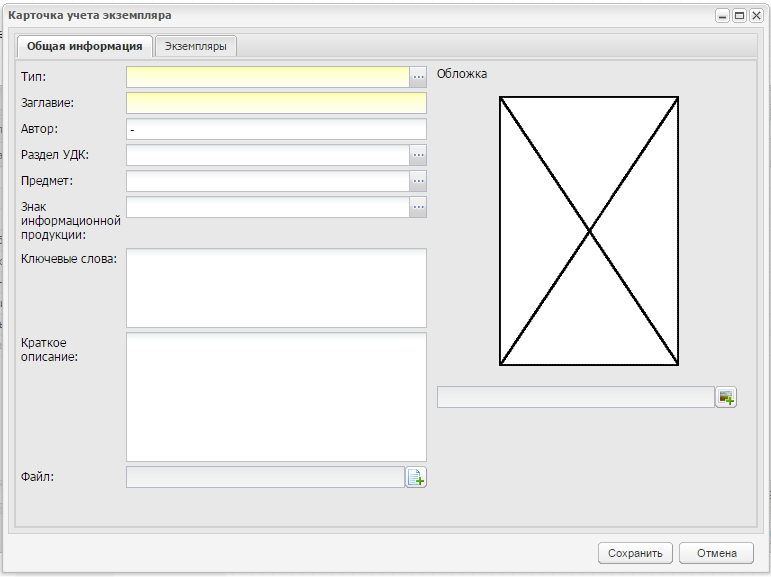 Карточка учета экземпляра
Общая информация
Экземпляры
Тип:
Обложка
Заглавие:
Автор:
-
Раздел УДК:
Предмет:
Знак
информационной
продукции:
Ключевые слова:
Краткое
описание:
Файл:
Сохранить
Отмена